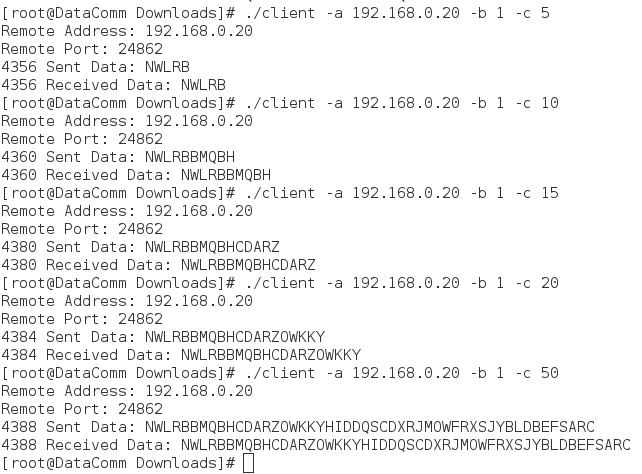 [root@DataComm Downloads]# ./client -a 192.168.0.20 -b 1 -c 5
Remote Address: 192.168.0.20
Remote Port: 24862
4356 Sent Data: NWLRB
4356 Received Data: NWLRB
[root@DataComm Downloads]# ./client -a 192.168.0.20 -b 1 -c 10
Remote Address: 192.168.0.20
Remote Port: 24862
4360 Sent Data: NWLRBBMQBH
4360 Received Data: NWLRBBMQBH
[root@DataComm Downloads]# ./client -a 192.168.0.20 -b 1 -c 15
Remote Address: 192.168.0.20
Remote Port: 24862
4380 Sent Data: NWLRBBMQBHCDARZ
4380 Received Data: NWLRBBMQBHCDARZ
[root@DataComm Downloads]# ./client -a 192.168.0.20 -b 1 -c 20
Remote Address: 192.168.0.20
Remote Port: 24862
4384 Sent Data: NWLRBBMQBHCDARZOWKKY
4384 Received Data: NWLRBBMQBHCDARZOWKKY
[root@DataComm Downloads]# ./client -a 192.168.0.20 -b 1 -c 50
Remote Address: 192.168.0.20
Remote Port: 24862
4388 Sent Data: NWLRBBMQBHCDARZOWKKYHIDDQSCDXRJMOWFRXSJYBLDBEFSARC
4388 Received Data: NWLRBBMQBHCDARZOWKKYHIDDQSCDXRJMOWFRXSJYBLDBEFSARC
[root@DataComm Downloads]#